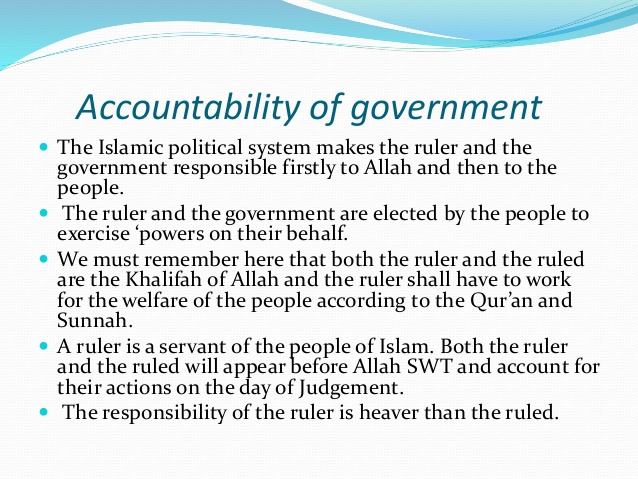 Accountability of government
• The Islamic political system makes the ruler and the
government responsible firstly to Allah and then to the
people.
• The ruler and the government are elected by the people to
exercise ‘powers on their behalf.
• We must remember here that both the ruler and the ruled
are the Khalifah of Allah and the ruler shall have to work
for the welfare of the people according to the Qur’an and
Sunnah.
• A ruler is a servant of the people of Islam. Both the ruler
and the ruled will appear before Allah SWT and account for
their actions on the day of Judgement.
• The responsibility of the ruler is heaver than the ruled.